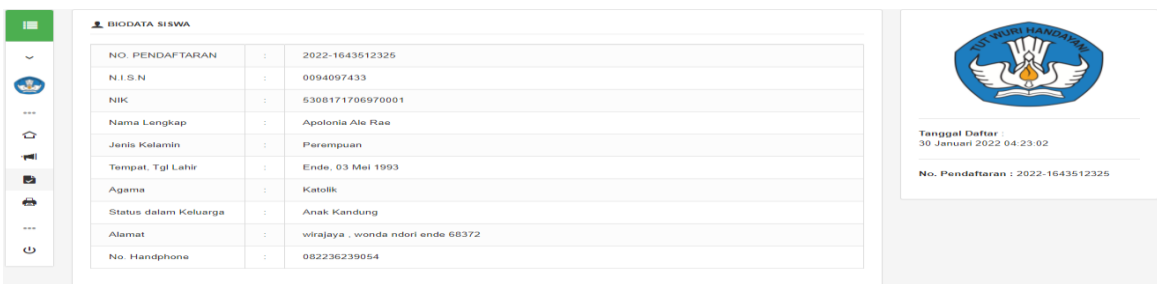 BIODATA SISWA
NO. PENDAFTARAN : 2022-1643512325
N.I.S.N : 0094097433
NIK : 5308171706970001
Nama Lengkap : Apolonia Ale Rae
Jenis Kelamin : Perempuan
Tempat, Tgl Lahir : Ende, 03 Mei 1993
Agama : Katolik
Status dalam Keluarga : Anak Kandung
Alamat : wirajaya , wonda ndori ende 68372
No. Handphone : 082236239054
TUT WURI HANDAYANI
Tanggal Daftar :
30 Januari 2022 04:23:02
No. Pendaftaran : 2022-1643512325